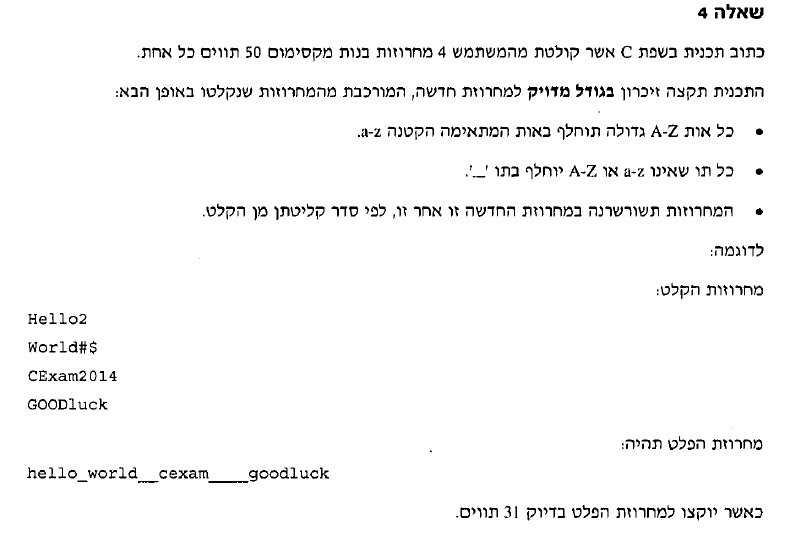 שאלה 4
כתוב תכנית בשפת C אשר קולטת מהמשתמש 4 מחרוזות בנות מקסימום 50 תווים כל אחת.
התכנית תקצה זיכרון בגודל מדויק למחרוזת חדשה, המורכבת מהמחרוזות שנקלטו באופן הבא:
• כל אות A-Z גדולה תוחלף באות המתאימה הקטנה a-z.
• כל תו שאינו a-z או A-Z יוחלף בתו '_'.
• המחרוזות תשורשרנה במחרוזת החדשה זו אחר זו, לפי סדר קליטתן מן הקלט.
לדוגמה:
מחרוזות הקלט:
Hello2
World#$
CExam2014
GOODluck
מחרוזת הפלט תהיה:
hello_world__cexam____goodluck
כאשר יוקצו למחרוזת הפלט בדיוק 31 תווים.